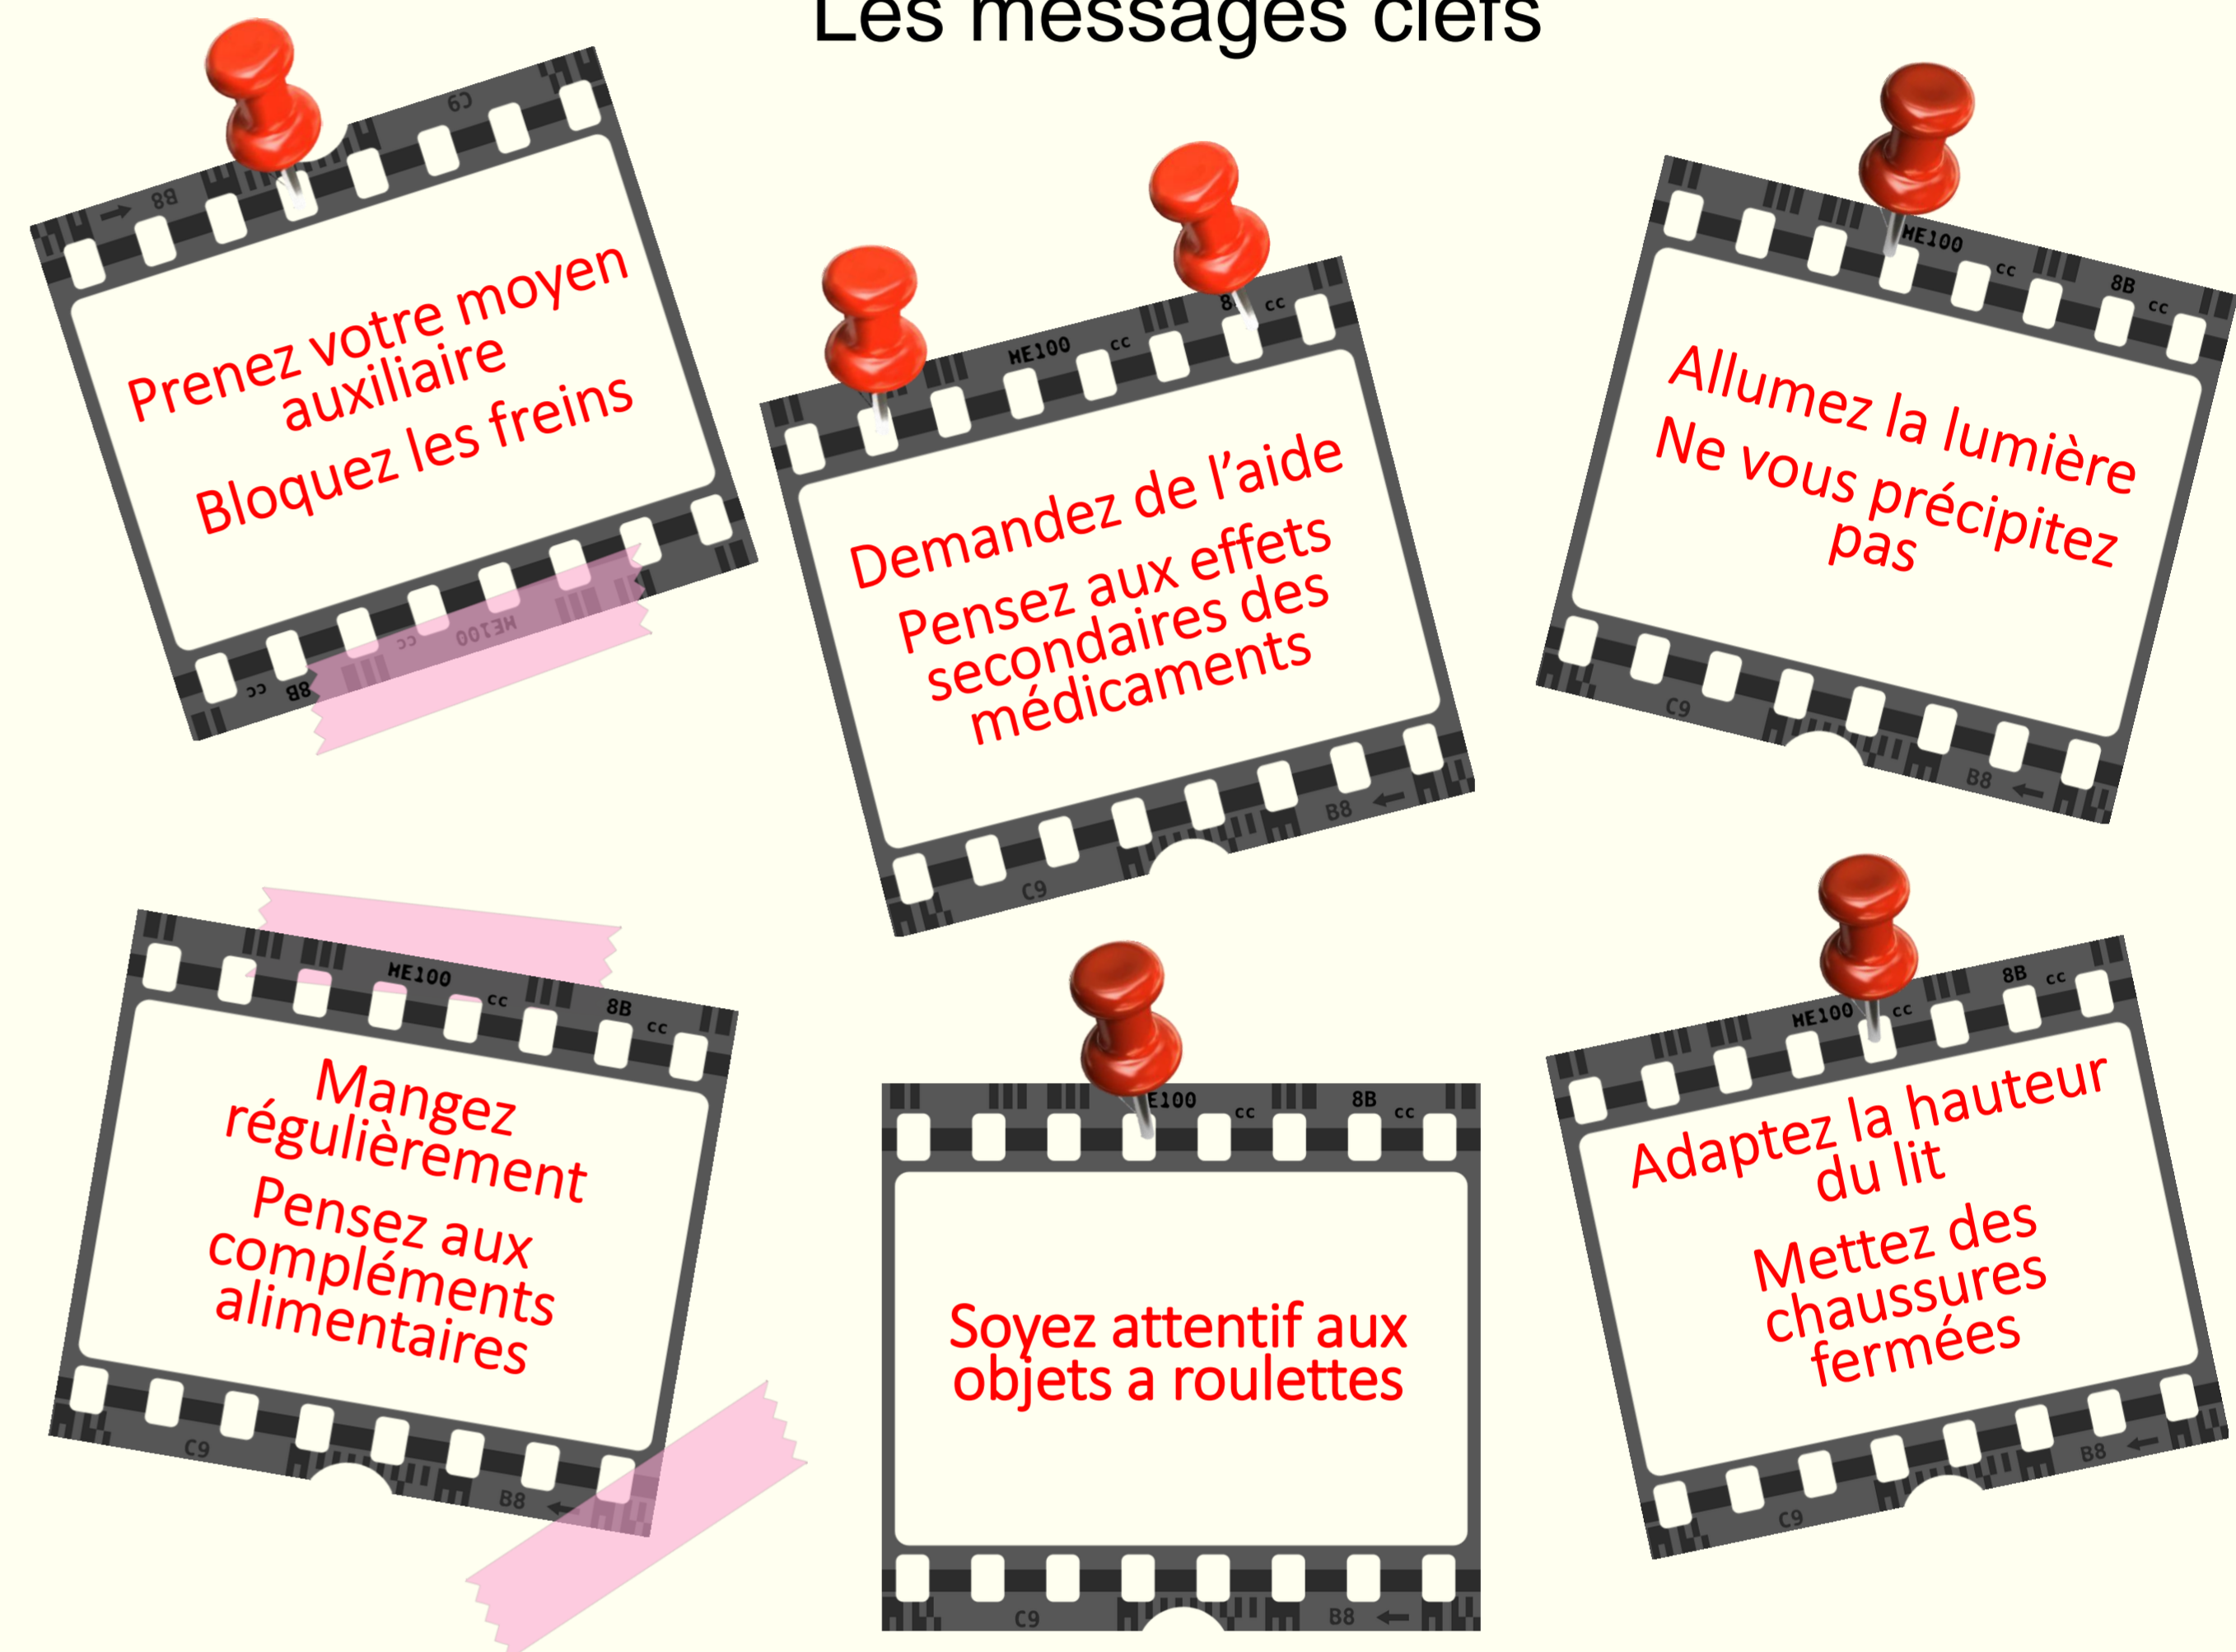 Les messages clefs
Prenez votre moyen
auxiliaire
Bloquez les freins
Demandez de l’aide
Pensez aux effets
secondaires des
médicaments
Allumez la lumière
Ne vous précipitez
pas
Mangez
régulièrement
Pensez aux
compléments
alimentaires
Soyez attentif aux
objets a roulettes
Adaptez la hauteur
du lit
Mettez des
chaussures
fermées